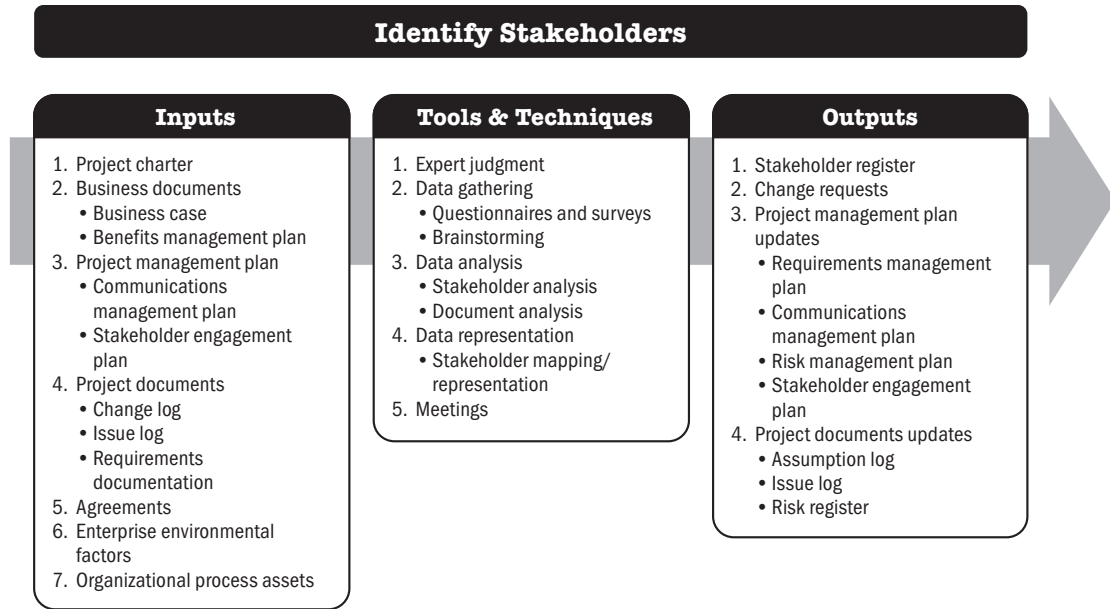 Identify Stakeholders
Inputs
1. Project charter
2. Business documents
• Business case
• Benefits management plan
3. Project management plan
• Communications
management plan
• Stakeholder engagement
plan
4. Project documents
• Change log
• Issue log
• Requirements
documentation
5. Agreements
6. Enterprise environmental
factors
7. Organizational process assets
Tools & Techniques
1. Expert judgment
2. Data gathering
• Questionnaires and surveys
• Brainstorming
3. Data analysis
• Stakeholder analysis
• Document analysis
4. Data representation
• Stakeholder mapping/
representation
5. Meetings
Outputs
1. Stakeholder register
2. Change requests
3. Project management plan
updates
• Requirements management
plan
• Communications
management plan
• Risk management plan
• Stakeholder engagement
plan
4. Project documents updates
• Assumption log
• Issue log
• Risk register